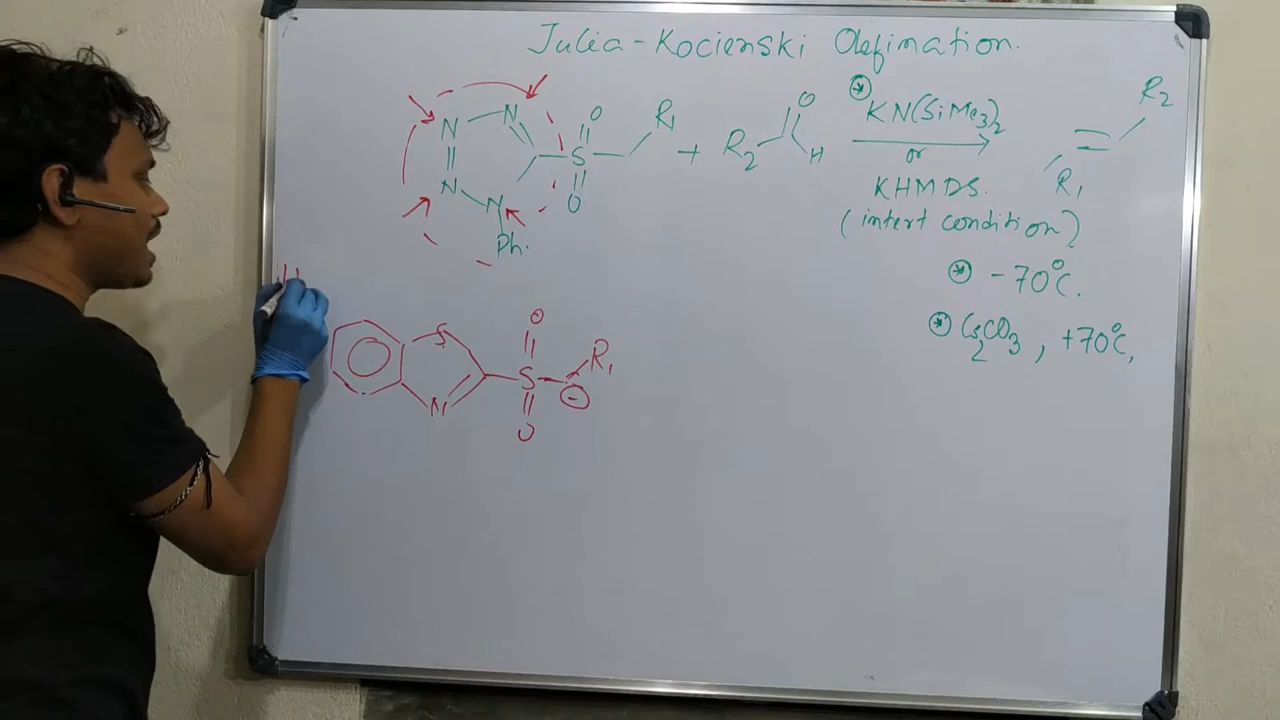 Julia-Kocienski Olefination.
N N O R1 O R2
N S + R2 H KN(SiMe3)2
N O or R1
Ph. KHMDS.
(intert condition)
⊛ -70°C.
⊛ Cs2CO3, +70°C,
S O R1
N S ⊖
O